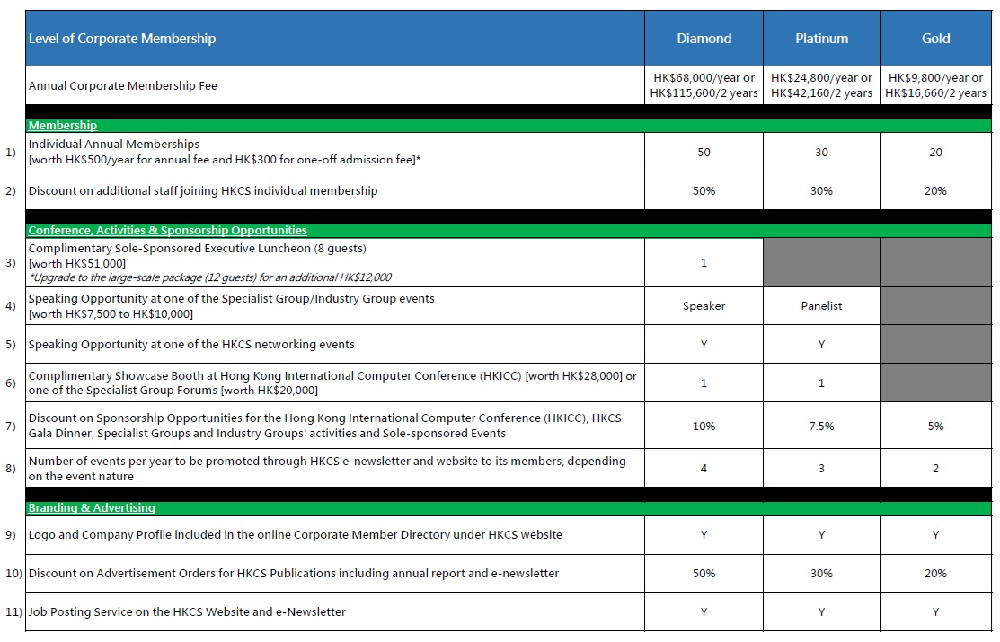 Level of Corporate Membership Diamond Platinum Gold
Annual Corporate Membership Fee HK$68,000/year or HK$115,600/2 years HK$24,800/year or HK$42,160/2 years HK$9,800/year or HK$16,660/2 years
Membership
1) Individual Annual Memberships
[worth HK$500/year for annual fee and HK$300 for one-off admission fee]* 50 30 20
2) Discount on additional staff joining HKCS individual membership 50% 30% 20%
Conference, Activities & Sponsorship Opportunities
3) Complimentary Sole-Sponsored Executive Luncheon (8 guests)
[worth HK$51,000] 1
*Upgrade to the large-scale package (12 guests) for an additional HK$12,000
4) Speaking Opportunity at one of the Specialist Group/Industry Group events
[worth HK$7,500 to HK$10,000] Speaker Panelist
5) Speaking Opportunity at one of the HKCS networking events Y Y
6) Complimentary Showcase Booth at Hong Kong International Computer Conference (HKICC) [worth HK$28,000] or
one of the Specialist Group Forums [worth HK$20,000] 1 1
7) Discount on Sponsorship Opportunities for the Hong Kong International Computer Conference (HKICC), HKCS
Gala Dinner, Specialist Groups and Industry Groups' activities and Sole-sponsored Events 10% 7.5% 5%
8) Number of events per year to be promoted through HKCS e-newsletter and website to its members, depending
on the event nature 4 3 2
Branding & Advertising
9) Logo and Company Profile included in the online Corporate Member Directory under HKCS website Y Y Y
10) Discount on Advertisement Orders for HKCS Publications including annual report and e-newsletter 50% 30% 20%
11) Job Posting Service on the HKCS Website and e-Newsletter Y Y Y